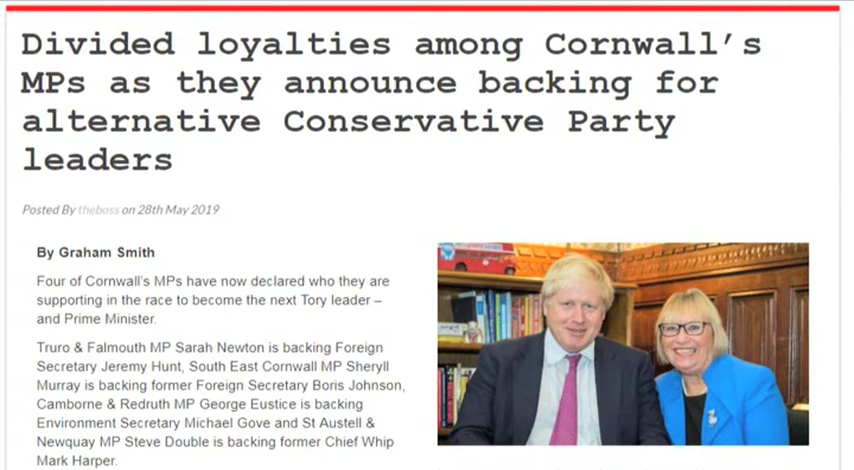 Divided loyalties among Cornwall's
MPs as they announce backing for
alternative Conservative Party
leaders
Posted By theboss on 28th May 2019
By Graham Smith
Four of Cornwall's MPs have now declared who they are
supporting in the race to become the next Tory leader –
and Prime Minister.
Truro & Falmouth MP Sarah Newton is backing Foreign
Secretary Jeremy Hunt, South East Cornwall MP Sheryll
Murray is backing former Foreign Secretary Boris Johnson,
Camborne & Redruth MP George Eustice is backing
Environment Secretary Michael Gove and St Austell &
Newquay MP Steve Double is backing former Chief Whip
Mark Harper.